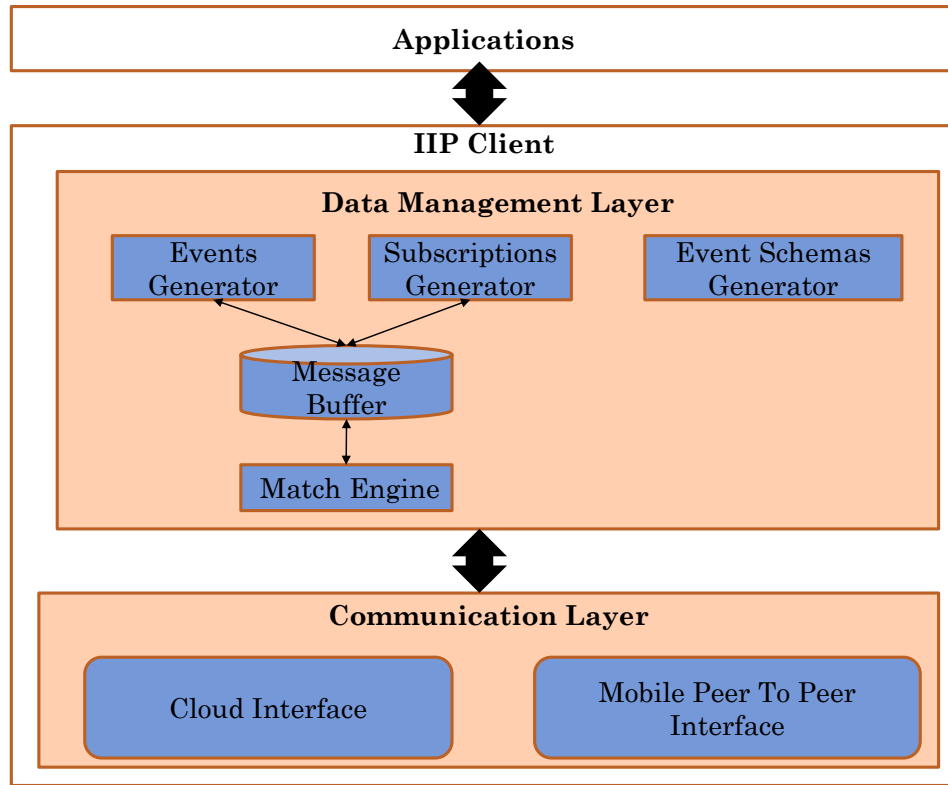 Applications
IIP Client
Data Management Layer
Events
Generator
Subscriptions
Generator
Event Schemas
Generator
Message
Buffer
Match Engine
Communication Layer
Cloud Interface
Mobile Peer To Peer
Interface